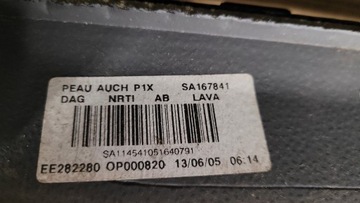 PEAU AUCH P1X SA167841
DAG NRTI AB LAVA
SA114541051640791
EE282280 OP000820 13/06/05 06:14